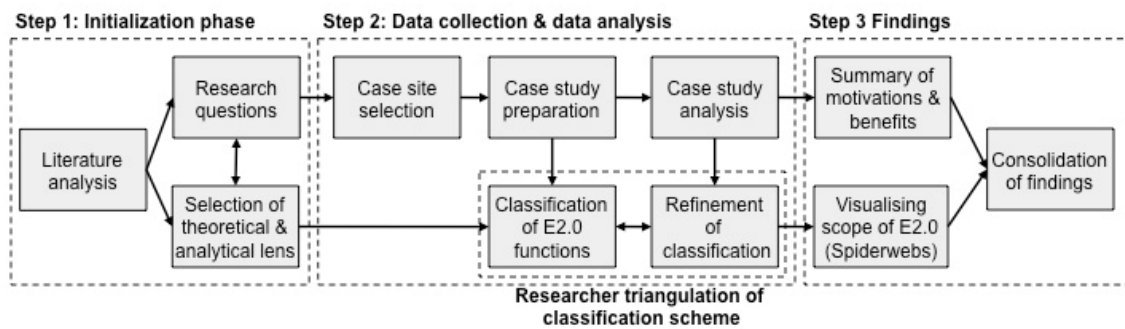 Step 1: Initialization phase
Step 2: Data collection & data analysis
Step 3 Findings
Literature
analysis
Research
questions
Selection of
theoretical &
analytical lens
Case site
selection
Case study
preparation
Case study
analysis
Classification
of E2.0
functions
Refinement
of
classification
Researcher triangulation of
classification scheme
Summary of
motivations &
benefits
Visualising
scope of E2.0
(Spiderwebs)
Consolidation
of findings